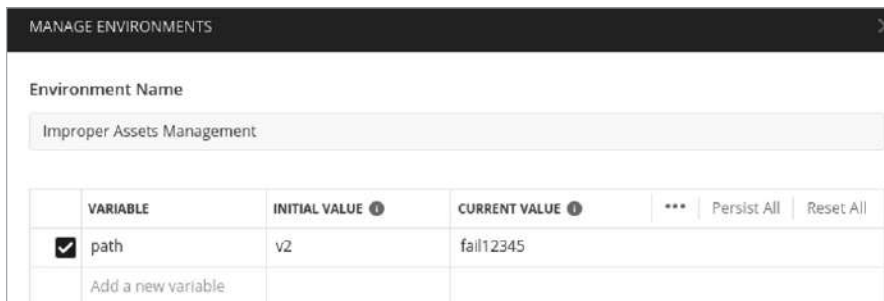 MANAGE ENVIRONMENTS
Environment Name
Improper Assets Management
VARIABLE INITIAL VALUE CURRENT VALUE ••• Persist All Reset All
path v2 fail12345
Add a new variable